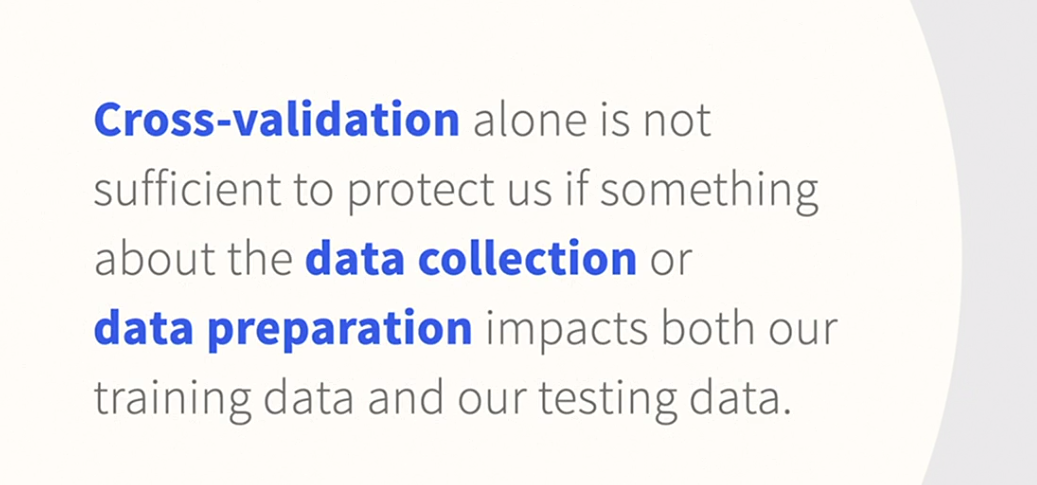 Cross-validation alone is not
sufficient to protect us if something
about the data collection or
data preparation impacts both our
training data and our testing data.